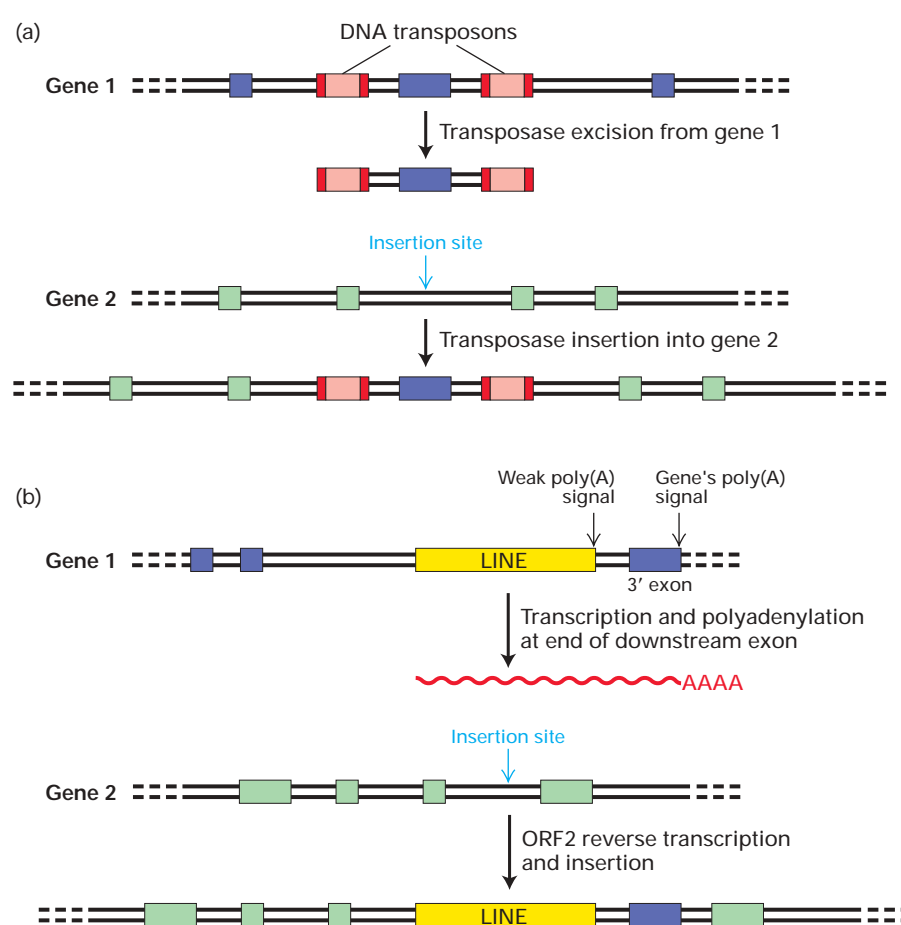 (a)
DNA transposons
Gene 1
Transposase excision from gene 1
Insertion site
Gene 2
Transposase insertion into gene 2
(b)
Weak poly(A)
signal
Gene's poly(A)
signal
Gene 1
LINE
3′ exon
Transcription and polyadenylation
at end of downstream exon
AAAA
Insertion site
Gene 2
ORF2 reverse transcription
and insertion
LINE